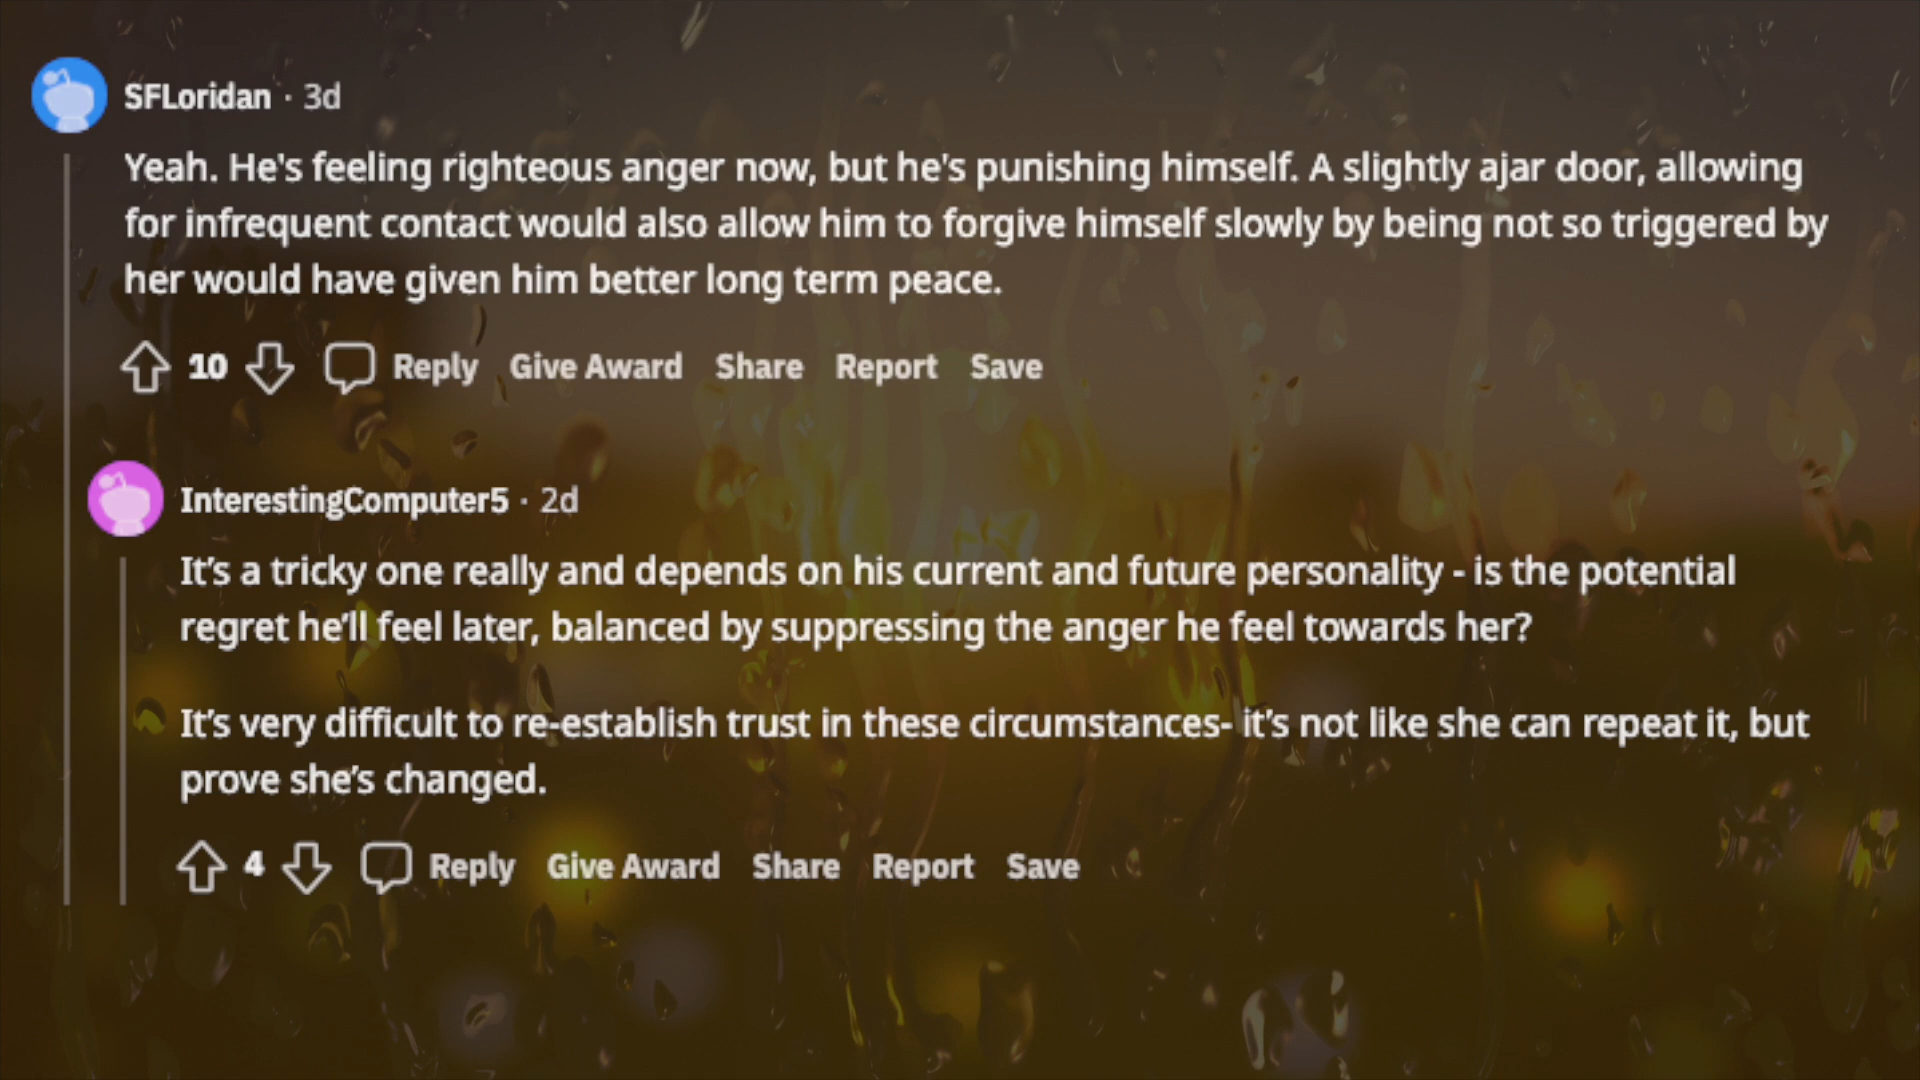 SFLoridan · 3d
Yeah. He's feeling righteous anger now, but he's punishing himself. A slightly ajar door, allowing
for infrequent contact would also allow him to forgive himself slowly by being not so triggered by
her would have given him better long term peace.
10 Reply Give Award Share Report Save
InterestingComputer5 · 2d
It’s a tricky one really and depends on his current and future personality - is the potential
regret he’ll feel later, balanced by suppressing the anger he feel towards her?
It’s very difficult to re-establish trust in these circumstances- it’s not like she can repeat it, but
prove she’s changed.
4 Reply Give Award Share Report Save